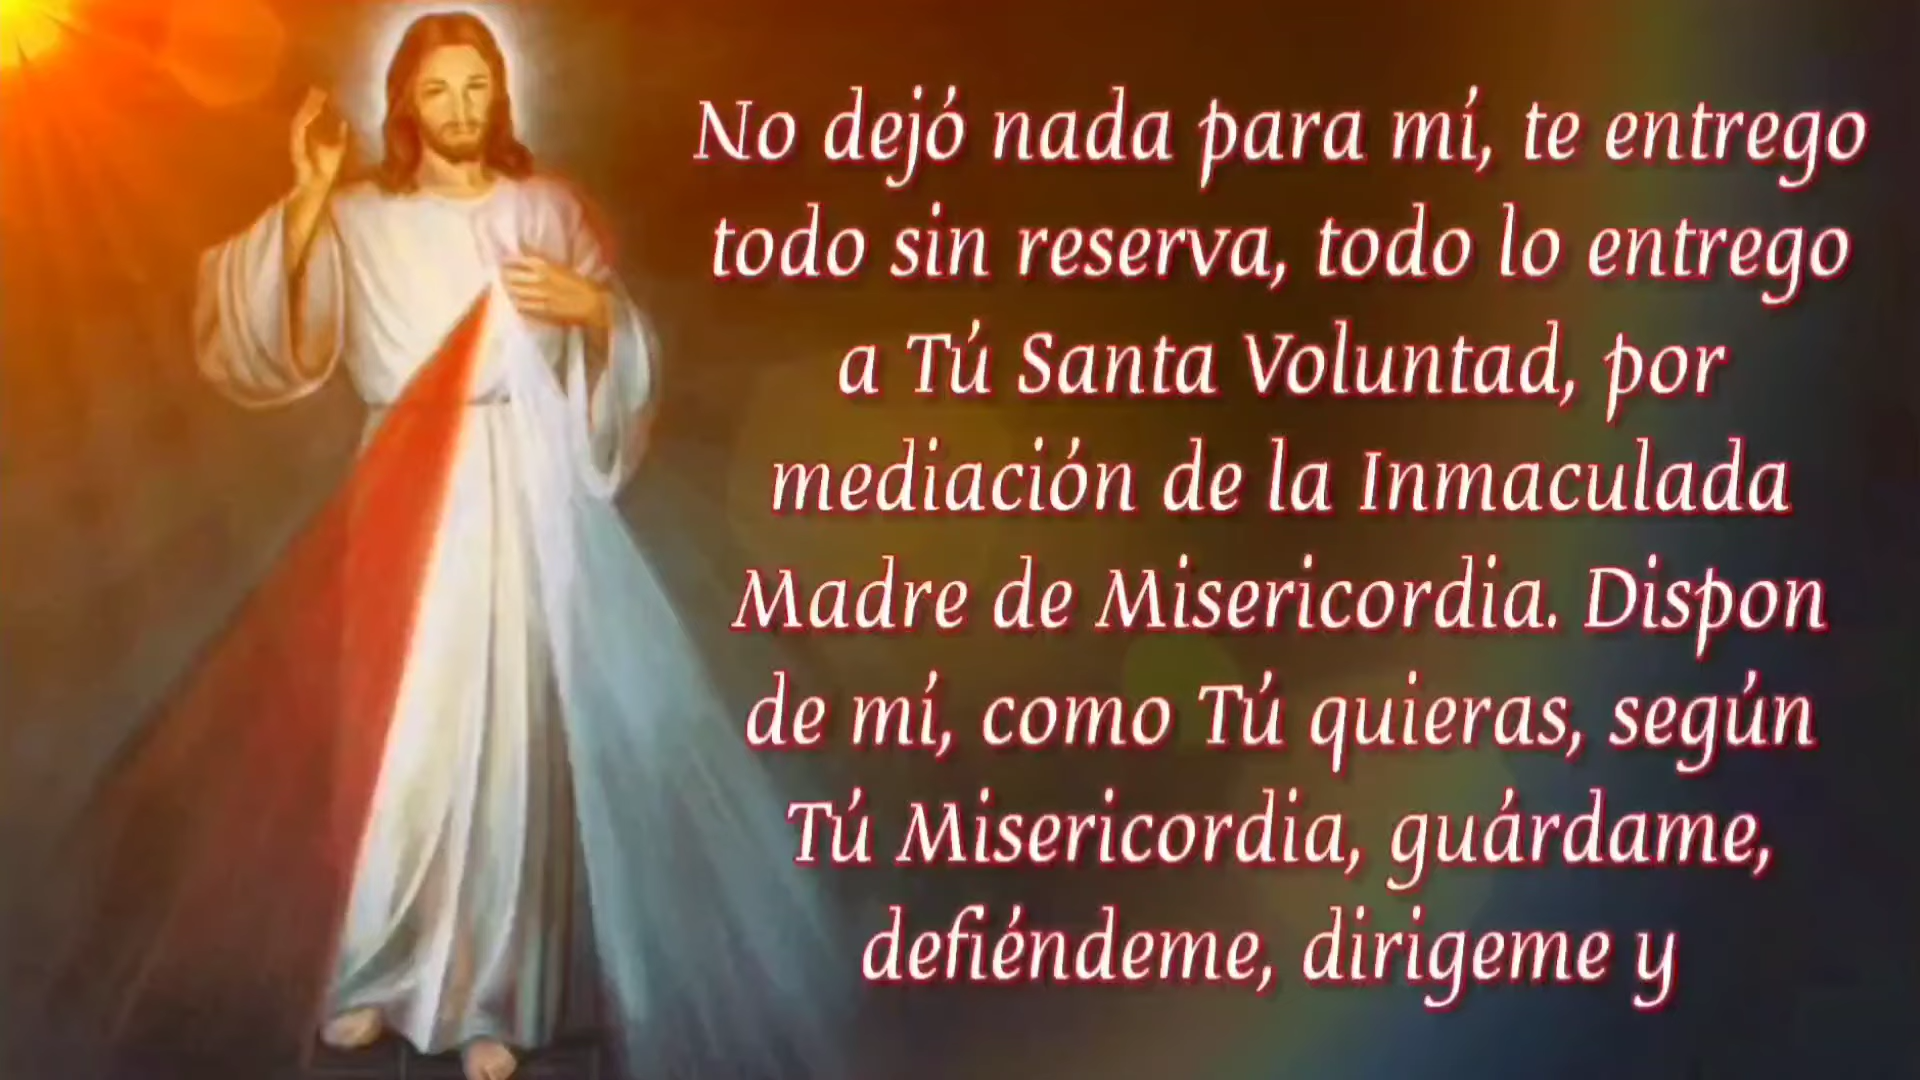 No dejó nada para mí, te entrego
todo sin reserva, todo lo entrego
a Tú Santa Voluntad, por
mediación de la Inmaculada
Madre de Misericordia. Dispon
de mí, como Tú quieras, según
Tú Misericordia, guárdame,
defiéndeme, dirigeme y